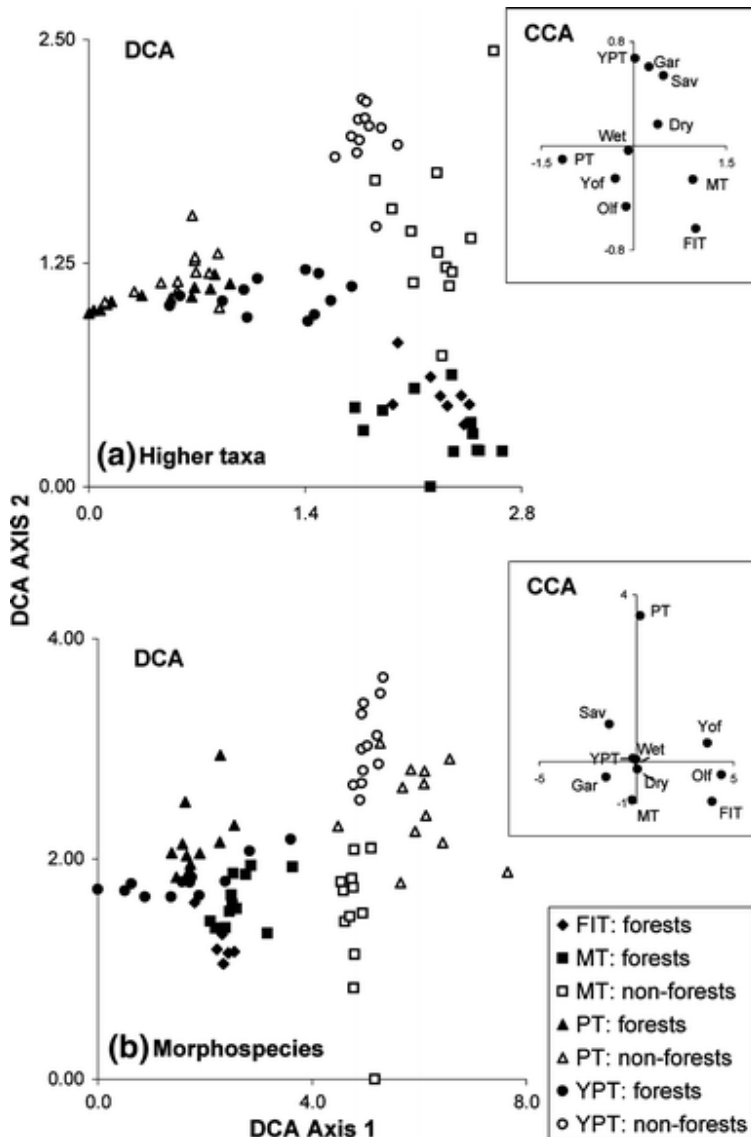 2.50
DCA
CCA
0.8
YPT
Gar
Sav
Dry
Wet
-1.5
PT
1.5
Yof
MT
Olf
FIT
-0.8
1.25
(a) Higher taxa
0.00
0.0
1.4
2.8
DCA AXIS 2
CCA
4
PT
Sav
Yof
YPT
Wet
-5
5
Gar
Dry
Olf
-1
MT
FIT
4.00
DCA
2.00
(b) Morphospecies
0.00
0.0
4.0
8.0
DCA Axis 1
FIT: forests
MT: forests
MT: non-forests
PT: forests
PT: non-forests
YPT: forests
YPT: non-forests